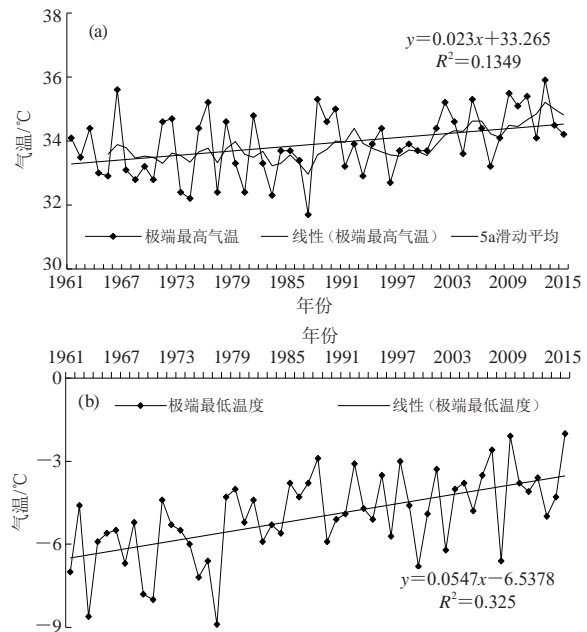 38
(a)
y=0.023x+33.265
R²=0.1349
36
气温/℃
34
32
极端最高气温 线性(极端最高气温) 5a滑动平均
30
1961 1967 1973 1979 1985 1991 1997 2003 2009 2015
年份
年份
1961 1967 1973 1979 1985 1991 1997 2003 2009 2015
0
(b)
极端最低温度 线性(极端最低温度)
−3
气温/℃
−6
y=0.0547x−6.5378
R²=0.325
−9